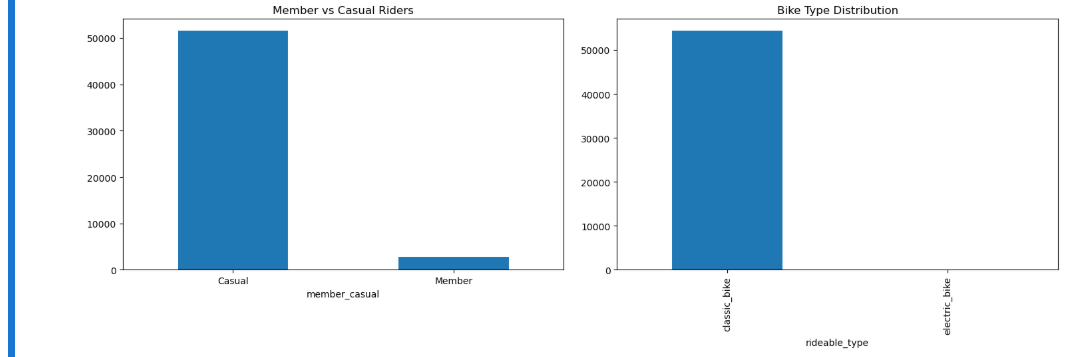 Member vs Casual Riders
50000
40000
30000
20000
10000
0
Casual
Member
member_casual
Bike Type Distribution
50000
40000
30000
20000
10000
0
classic_bike
electric_bike
rideable_type